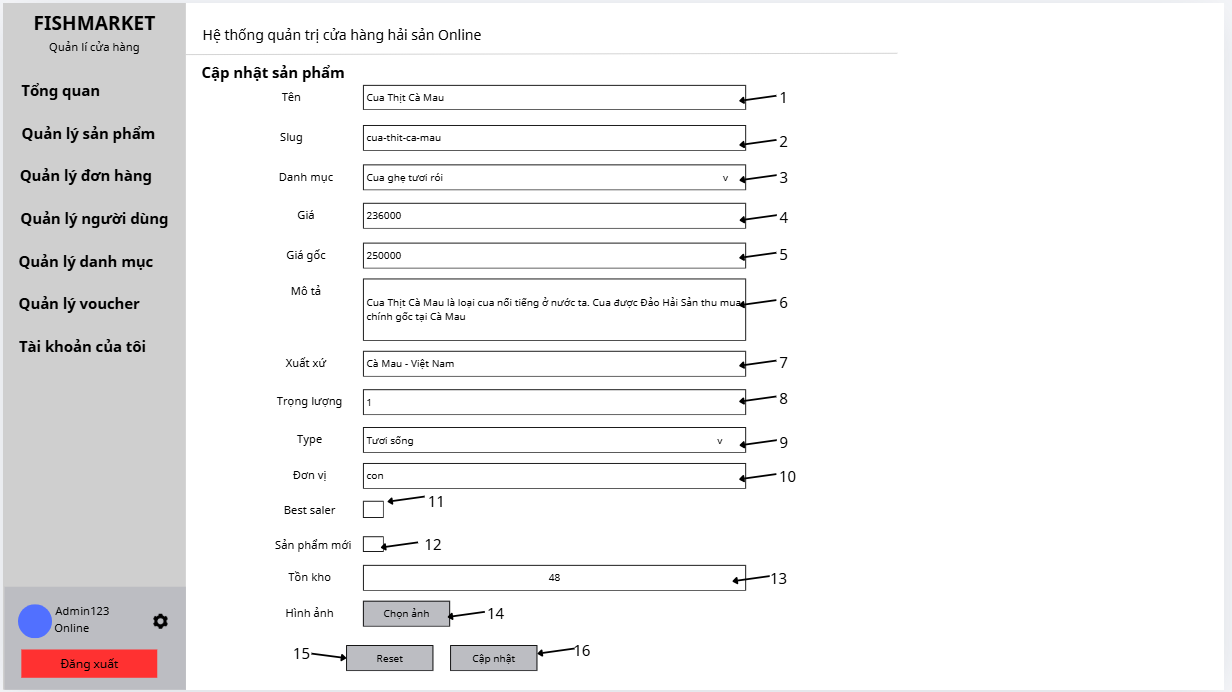 FISHMARKET
Quản lí cửa hàng
Tổng quan
Quản lý sản phẩm
Quản lý đơn hàng
Quản lý người dùng
Quản lý danh mục
Quản lý voucher
Tài khoản của tôi
Admin123
Online
Đăng xuất
Hệ thống quản trị cửa hàng hải sản Online
Cập nhật sản phẩm
Tên Cua Thịt Cà Mau 1
Slug cua-thit-ca-mau 2
Danh mục Cua ghẹ tươi rói v 3
Giá 236000 4
Giá gốc 250000 5
Mô tả Cua Thịt Cà Mau là loại cua nổi tiếng ở nước ta. Cua được Đảo Hải Sản thu mua 6
chính gốc tại Cà Mau
Xuất xứ Cà Mau - Việt Nam 7
Trọng lượng 1 8
Type Tươi sống v 9
Đơn vị con 10
Best saler 11
Sản phẩm mới 12
Tồn kho 48 13
Hình ảnh Chọn ảnh 14
15 Reset Cập nhật 16